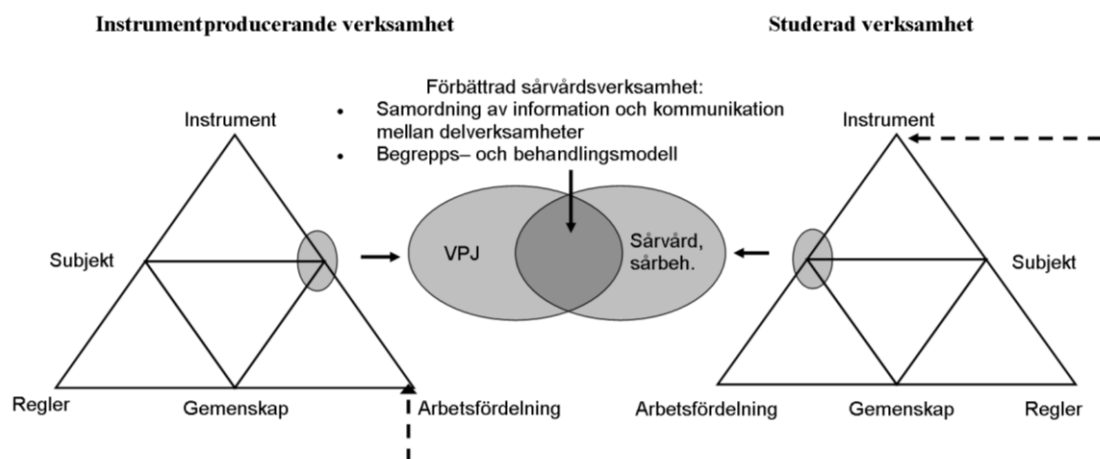 Instrumentproducerande verksamhet
Studerad verksamhet
Förbättrad sårvårdsverksamhet:
• Samordning av information och kommunikation
mellan delverksamheter
• Begrepps– och behandlingsmodell
Instrument
Instrument
Subjekt
VPJ
Sårvård,
sårbeh.
Subjekt
Regler
Gemenskap
Arbetsfördelning
Arbetsfördelning
Gemenskap
Regler